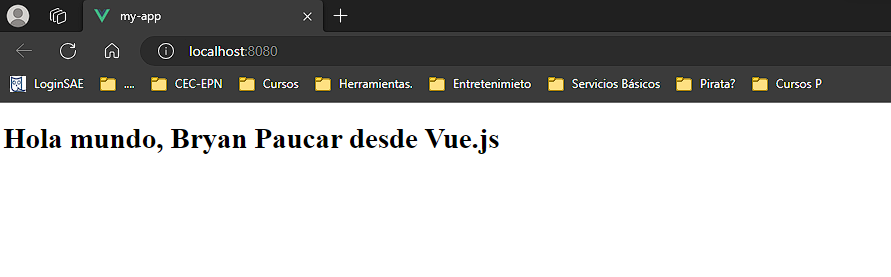 my-app
localhost:8080
LoginSAE .... CEC-EPN Cursos Herramientas. Entretenimieto Servicios Básicos Pirata? Cursos P
Hola mundo, Bryan Paucar desde Vue.js